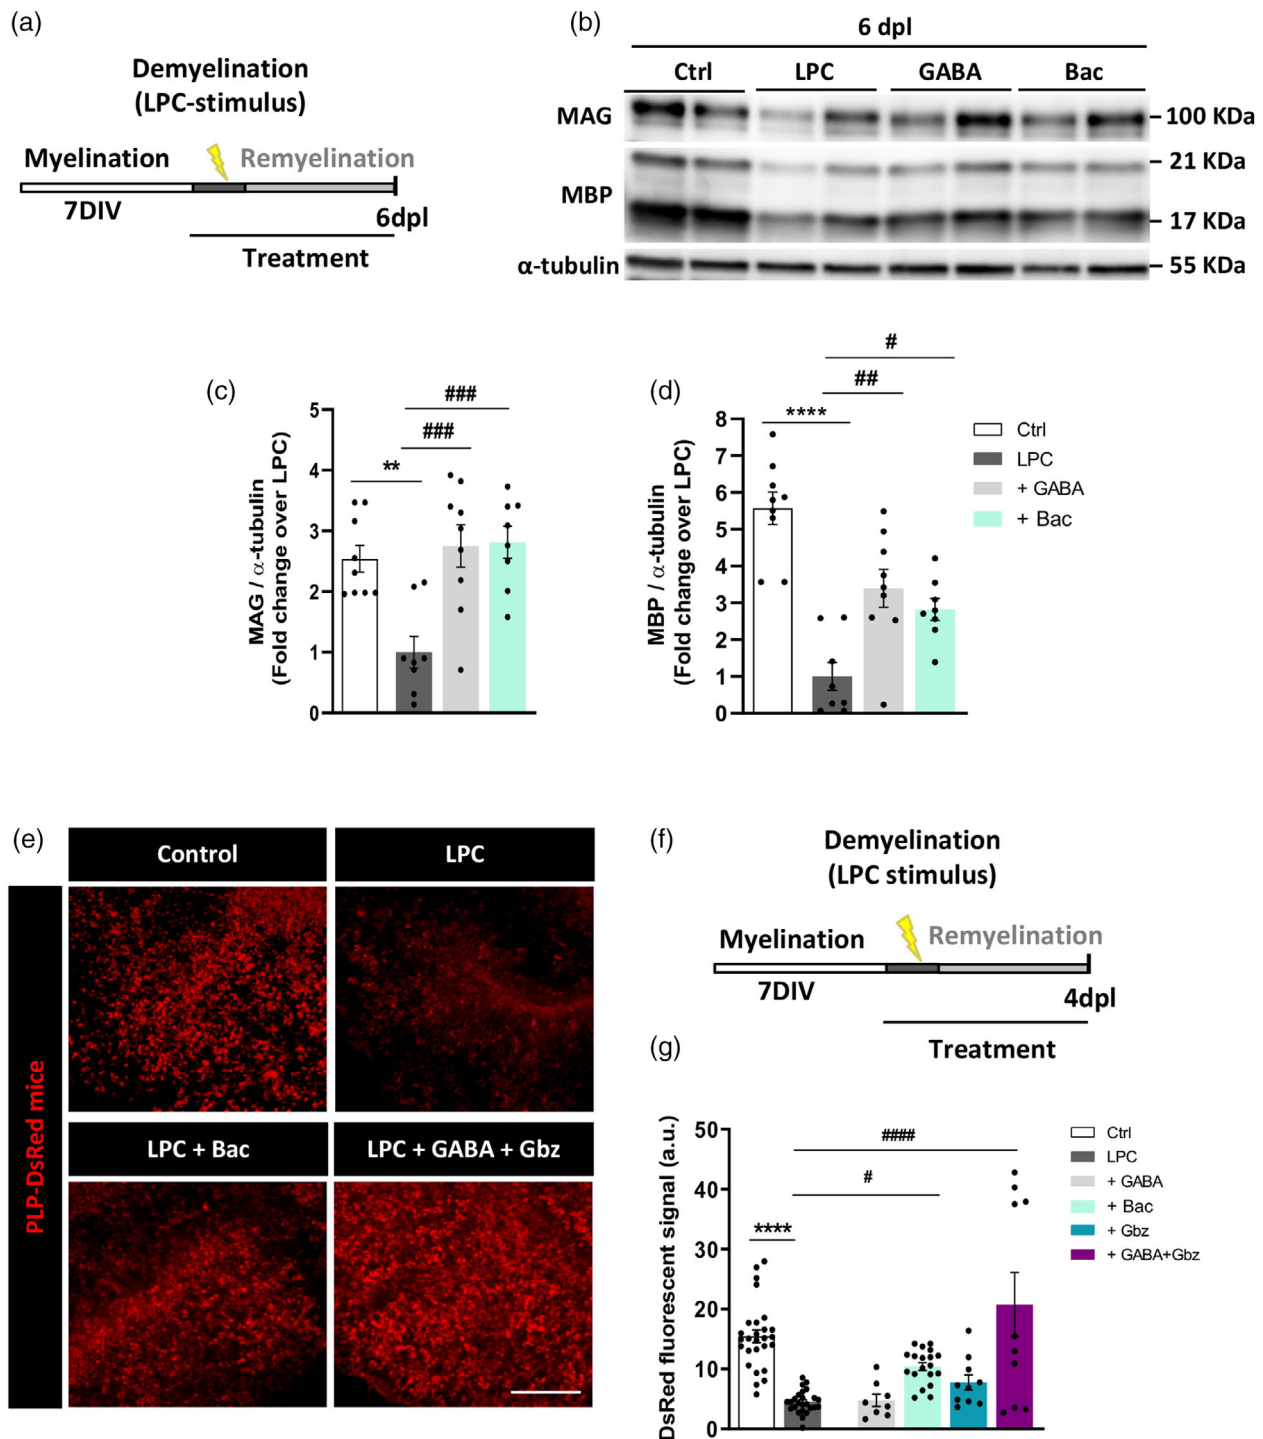 (a)
Demyelination
(LPC-stimulus)
Myelination
Remyelination
7DIV
6dpl
Treatment
(b)
6 dpl
Ctrl LPC GABA Bac
MAG
100 KDa
21 KDa
MBP
17 KDa
α-tubulin
55 KDa
(c)
MAG / α-tubulin
(Fold change over LPC)
5
4
3
2
1
0
**
###
###
(d)
MBP / α-tubulin
(Fold change over LPC)
8
7
6
5
4
3
2
1
0
****
##
#
Ctrl
LPC
+ GABA
+ Bac
(e)
PLP-DsRed mice
Control
LPC
LPC + Bac
LPC + GABA + Gbz
(f)
Demyelination
(LPC stimulus)
Myelination
Remyelination
7DIV
4dpl
Treatment
(g)
DsRed fluorescent signal (a.u.)
50
40
30
20
10
0
****
#
####
Ctrl
LPC
+ GABA
+ Bac
+ Gbz
+ GABA+Gbz